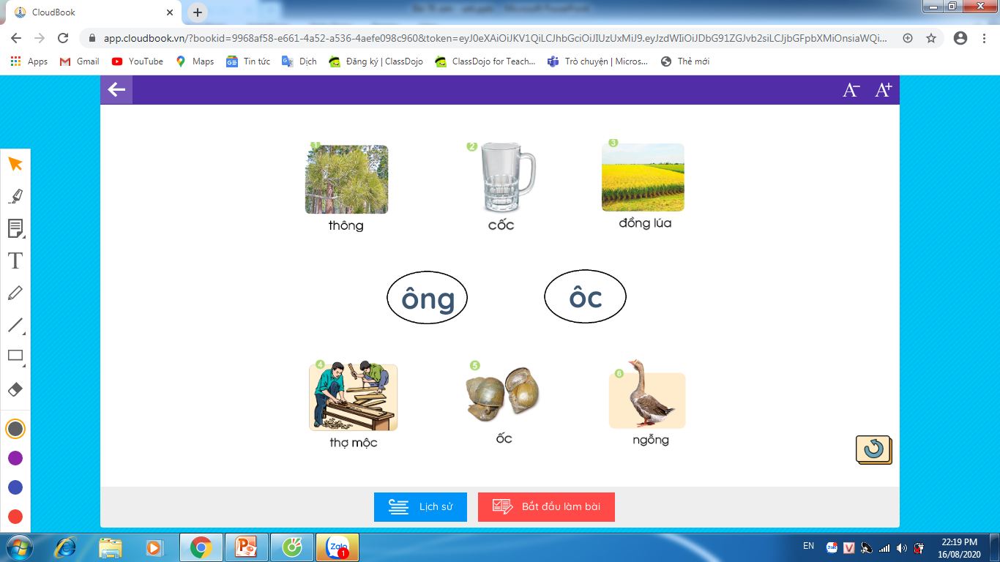 CloudBook
app.cloudbook.vn/?bookid=9968af58-e661-4a52-a536-4aefe098c960&token=eyJ0eXAiOiJKV1QiLCJhbGciOiJIUzUxMiJ9.eyJzdWIiOiJDbG91ZGJvb2siLCJjbGFpbXMiOnsiaWQi...
Apps Gmail YouTube Maps Tin tức Dịch Đăng ký | ClassDojo ClassDojo for Teach... Trò chuyện | Micros... Thẻ mới
A- A+
1 2 3
thông cốc đồng lúa
ông ôc
4 5 6
thợ mộc ốc ngỗng
T
Lịch sử Bắt đầu làm bài
Zalo 1
EN
22:19 PM
16/08/2020